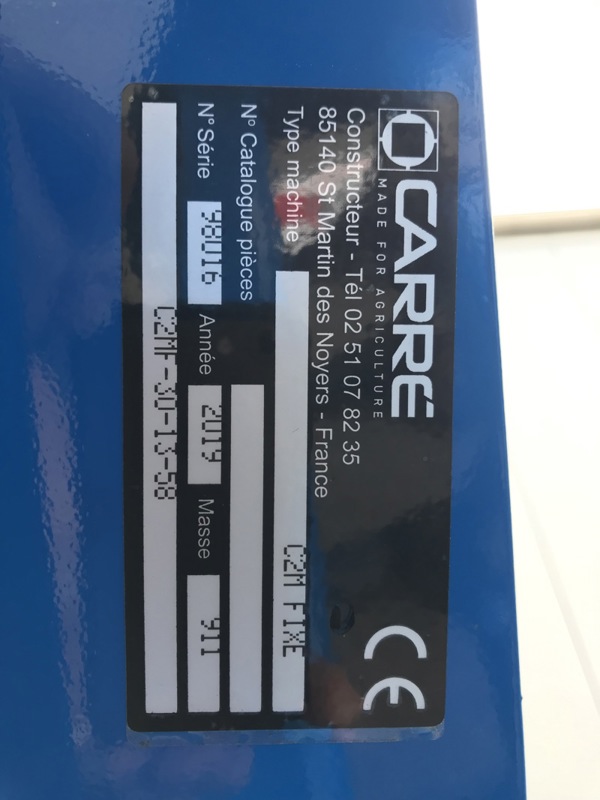 CARRÉ
MADE FOR AGRICULTURE
Constructeur - Tél 02 51 07 82 35
85140 St Martin des Noyers - France
Type machine C2M FIXE
N° Catalogue pièces
N° Série 98016 Année 2019 Masse 911
C2MF-30-13-58
CE